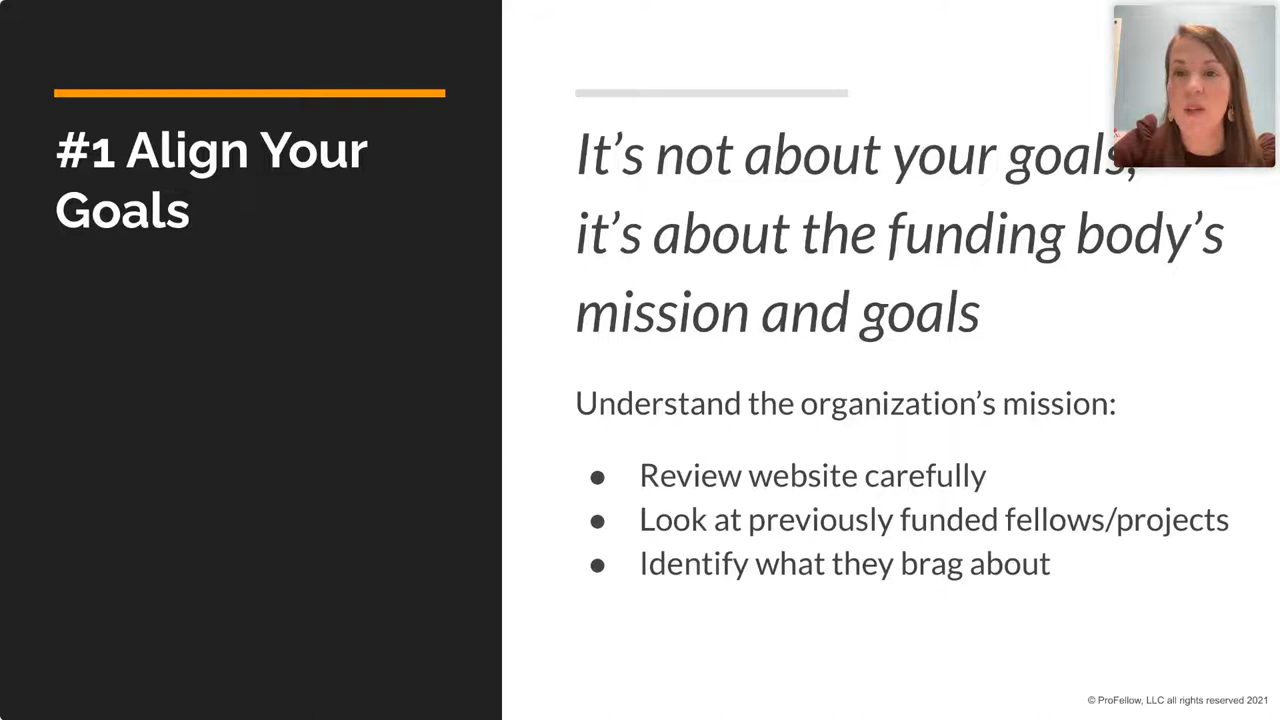 #1 Align Your
Goals
It's not about your goals,
it's about the funding body's
mission and goals
Understand the organization's mission:
● Review website carefully
● Look at previously funded fellows/projects
● Identify what they brag about
© ProFellow, LLC all rights reserved 2021